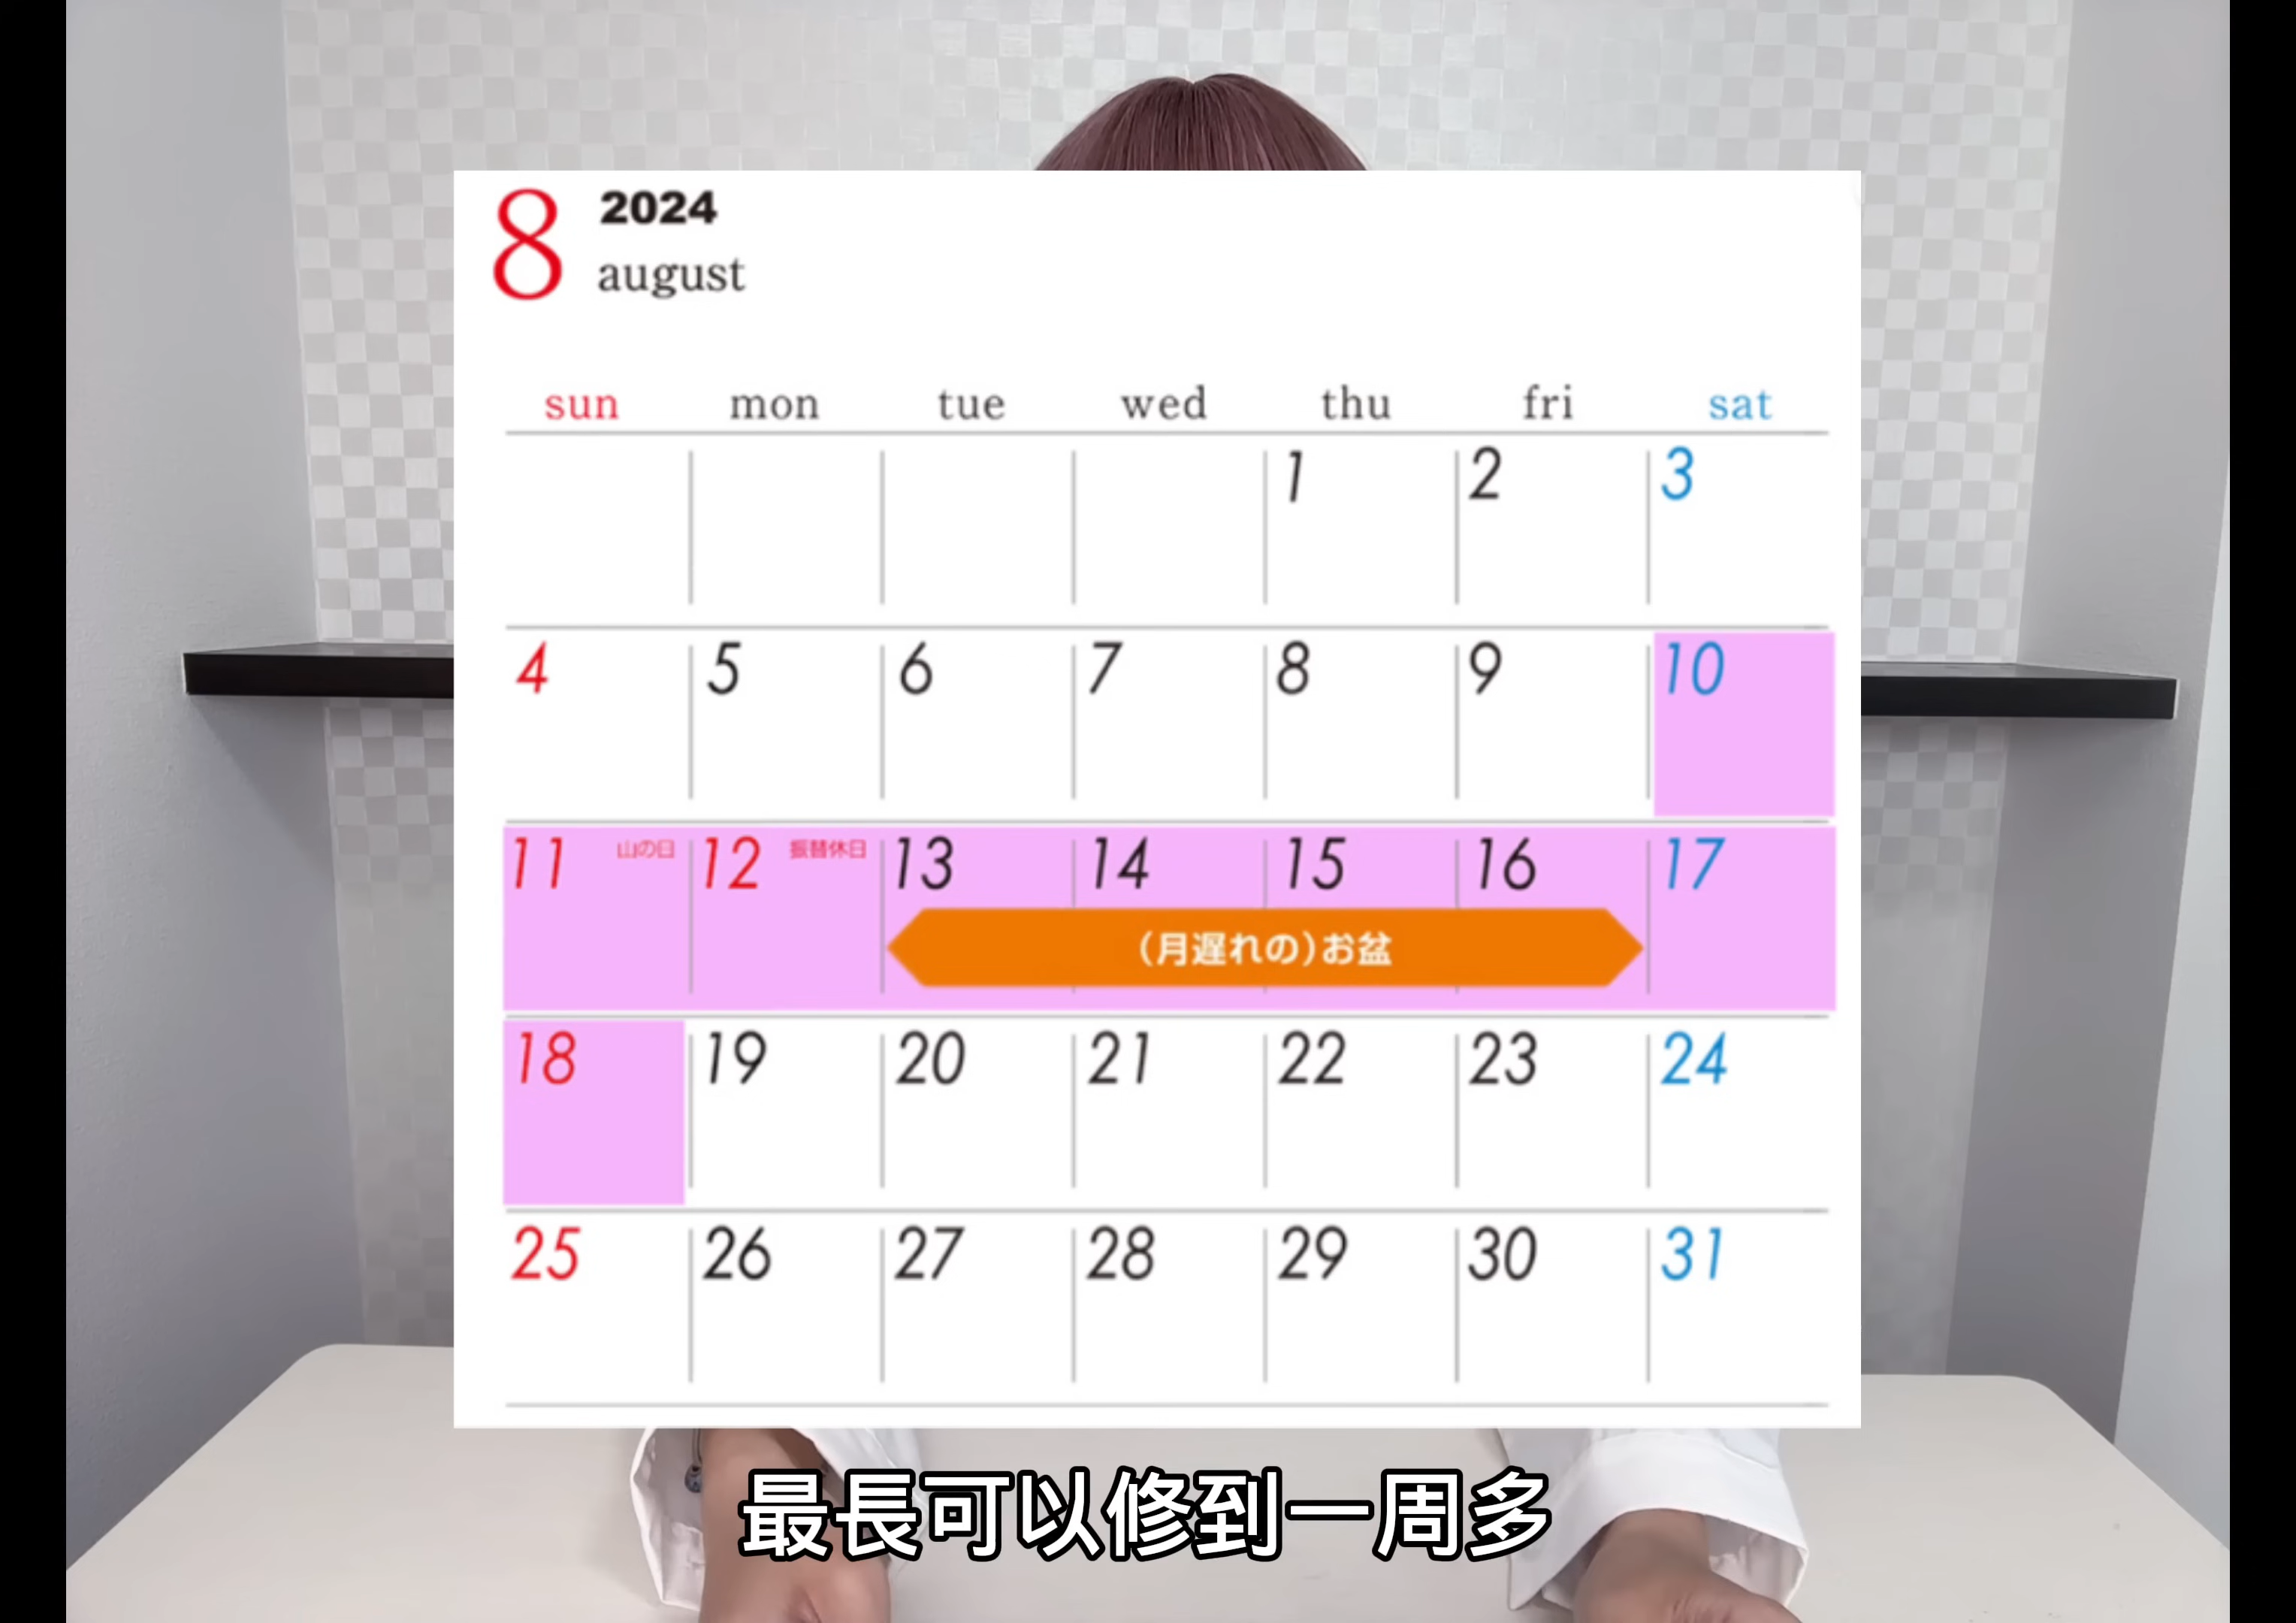 8
2024
august
sun mon tue wed thu fri sat
1 2 3
4 5 6 7 8 9 10
11 山の日 12 振替休日 13 14 15 16 17
(月遅れの)お盆
18 19 20 21 22 23 24
25 26 27 28 29 30 31
最長可以修到一周多